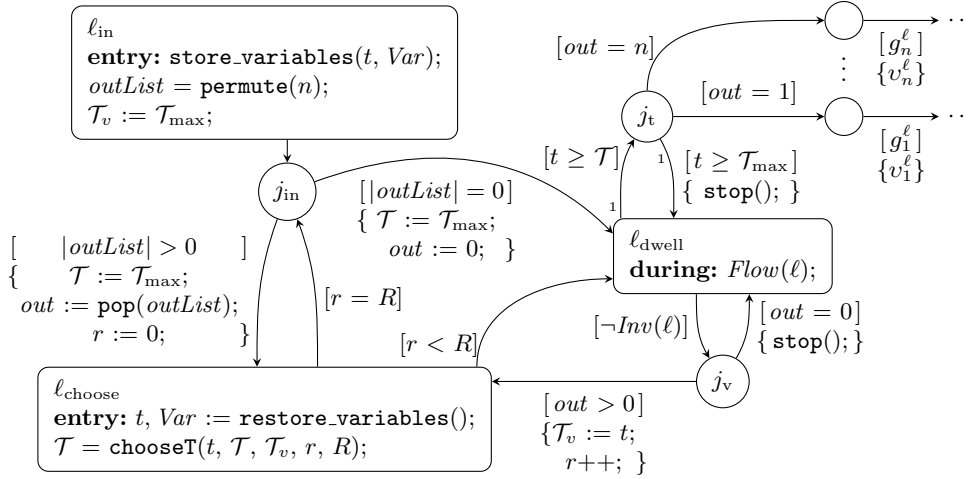 ℓ_in
entry: store_variables(t, Var);
outList = permute(n);
𝒯_v := 𝒯_max;
j_in
[ |outList| > 0 ]
{ 𝒯 := 𝒯_max;
out := pop(outList);
r := 0; }
[r = R]
[ |outList| = 0]
{ 𝒯 := 𝒯_max;
out := 0; }
[r < R]
ℓ_choose
entry: t, Var := restore_variables();
𝒯 = chooseT(t, 𝒯, 𝒯_v, r, R);
[out = n]
[g_n^ℓ]
{υ_n^ℓ}
⋮
⋮
[out = 1]
j_t
[g_1^ℓ]
{υ_1^ℓ}
··
··
[t ≥ 𝒯]
1
1
[t ≥ 𝒯_max]
{ stop(); }
ℓ_dwell
during: Flow(ℓ);
[¬Inv(ℓ)]
[out = 0]
{ stop(); }
j_v
[out > 0]
{𝒯_v := t;
r++; }